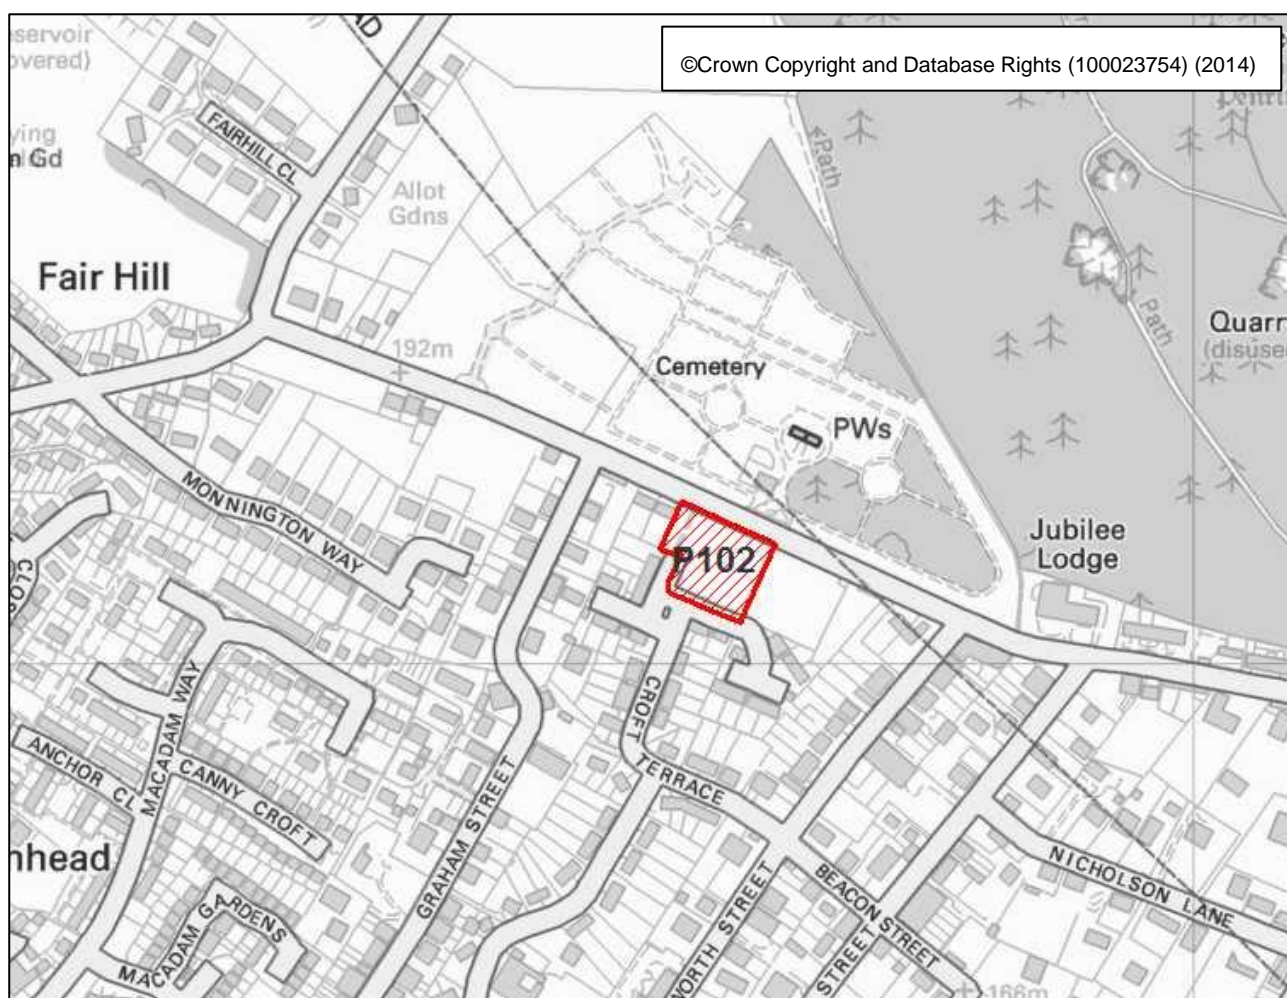 ©Crown Copyright and Database Rights (100023754) (2014)
FAIRHILL CL
Allot
Gdns
Path
Fair Hill
192m
Cemetery
PWs
Path
(disuse
Jubilee
Lodge
P102
MONNINGTON WAY
MACADAM WAY
ANCHOR CL
CANNY CROFT
GRAHAM STREET
CROFT
TERRACE
nhead
MACADAM GARDENS
BEACON STREET
STREET
NICHOLSON LANE
166m